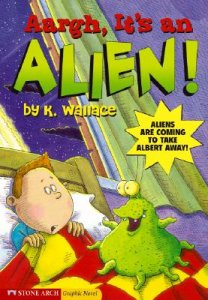 Aargh, It's an
ALIEN!
by K. Wallace
ALIENS
ARE COMING
TO TAKE
ALBERT AWAY!
STONE ARCH
Graphic Novel